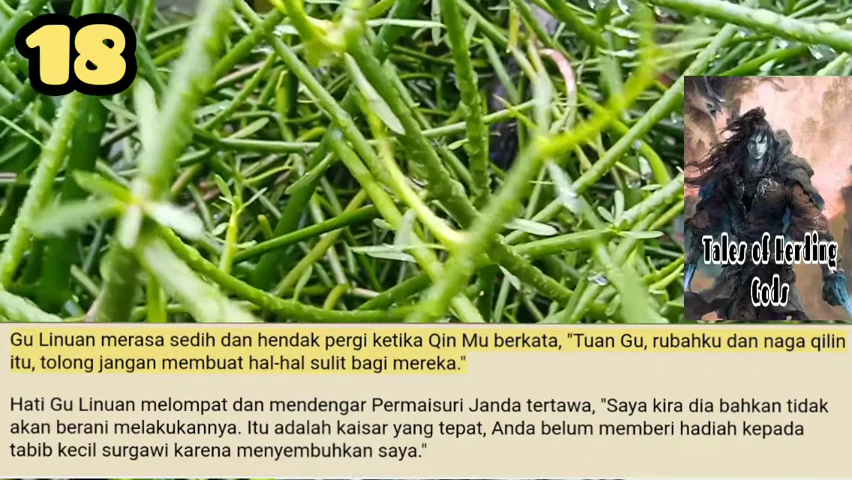 18
Tales of Herding
Gods
Gu Linuan merasa sedih dan hendak pergi ketika Qin Mu berkata, "Tuan Gu, rubahku dan naga qilin
itu, tolong jangan membuat hal-hal sulit bagi mereka."
Hati Gu Linuan melompat dan mendengar Permaisuri Janda tertawa, "Saya kira dia bahkan tidak
akan berani melakukannya. Itu adalah kaisar yang tepat, Anda belum memberi hadiah kepada
tabib kecil surgawi karena menyembuhkan saya."